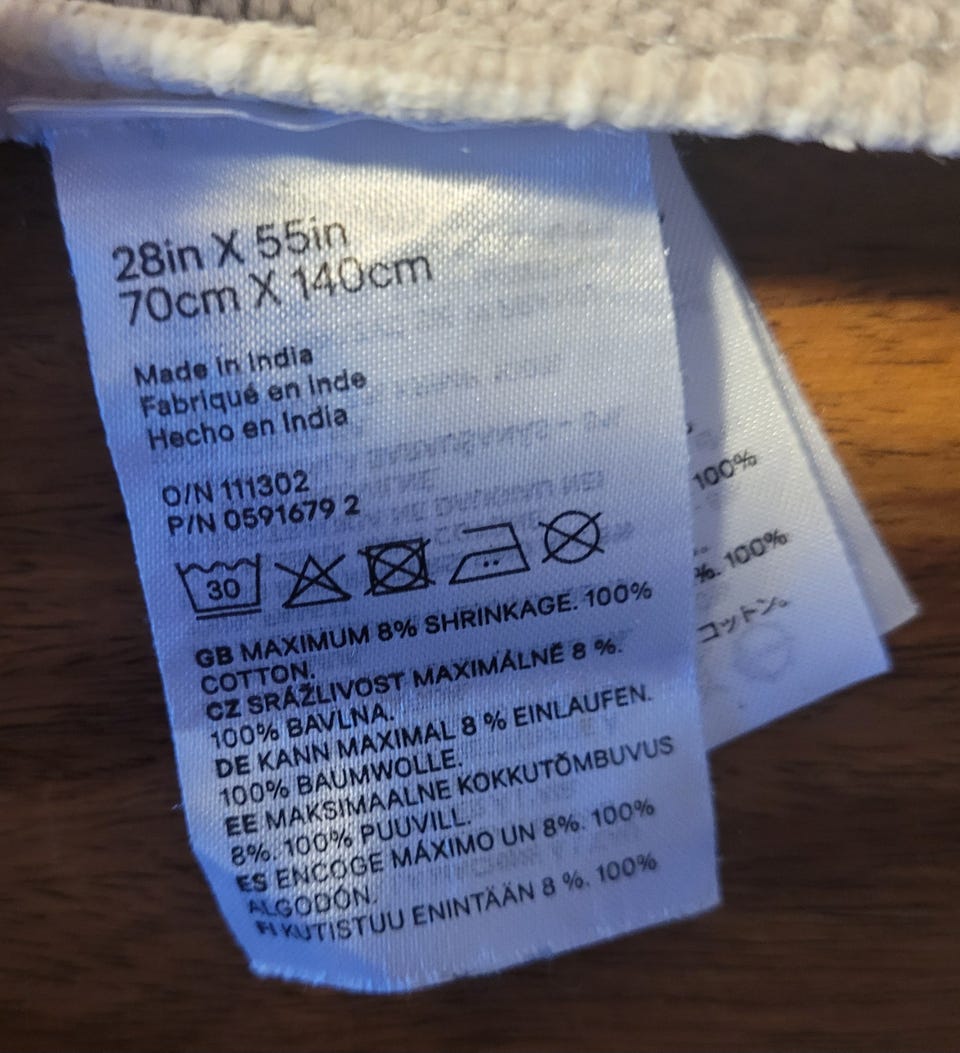 28in X 55in
70cm X 140cm
Made in India
Fabriqué en Inde
Hecho en India
O/N 111302
P/N 0591679 2
30
GB MAXIMUM 8% SHRINKAGE. 100%
COTTON.
CZ SRÁŽLIVOST MAXIMÁLNĚ 8 %.
100% BAVLNA.
DE KANN MAXIMAL 8 % EINLAUFEN.
100% BAUMWOLLE.
EE MAKSIMAALNE KOKKUTÕMBUVUS
8%. 100% PUUVILL.
ES ENCOGE MÁXIMO UN 8%. 100%
ALGODÓN.
FI KUTISTUU ENINTÄÄN 8 %. 100%
100%
%. 100%
コットン。